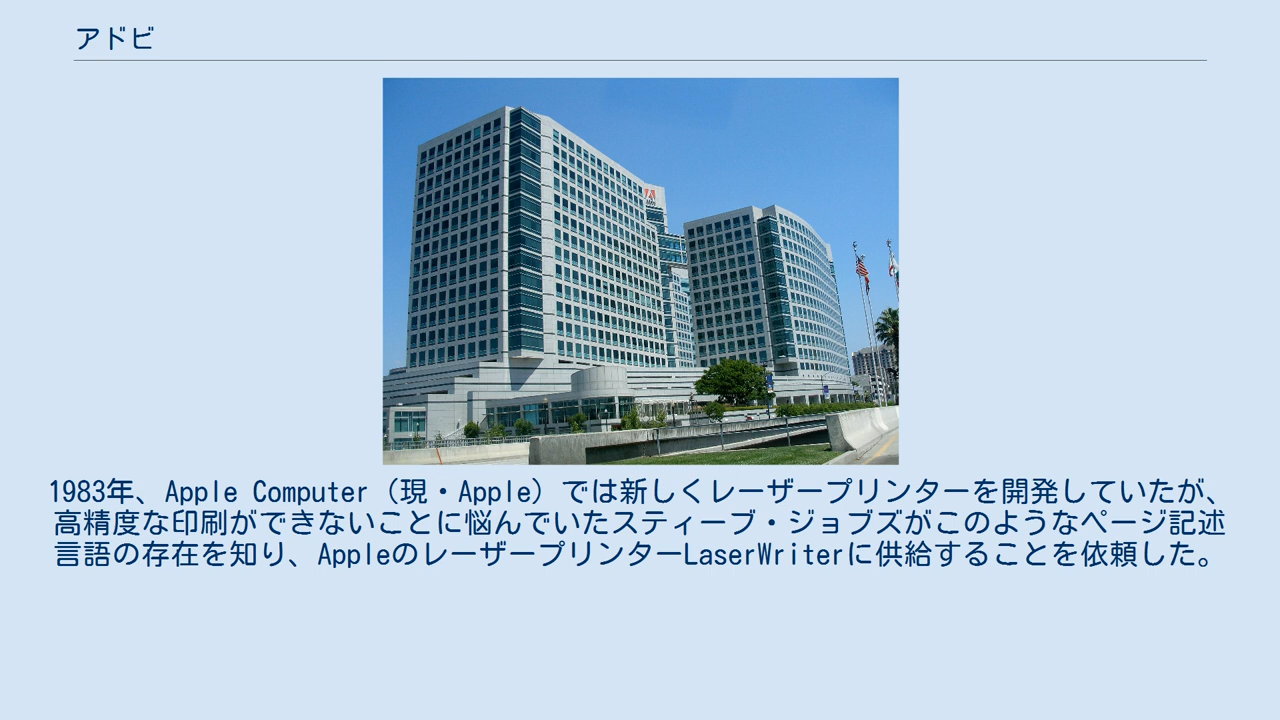 アドビ
1983年、Apple Computer（現・Apple）では新しくレーザープリンターを開発していたが、
高精度な印刷ができないことに悩んでいたスティーブ・ジョブズがこのようなページ記述
言語の存在を知り、AppleのレーザープリンターLaserWriterに供給することを依頼した。